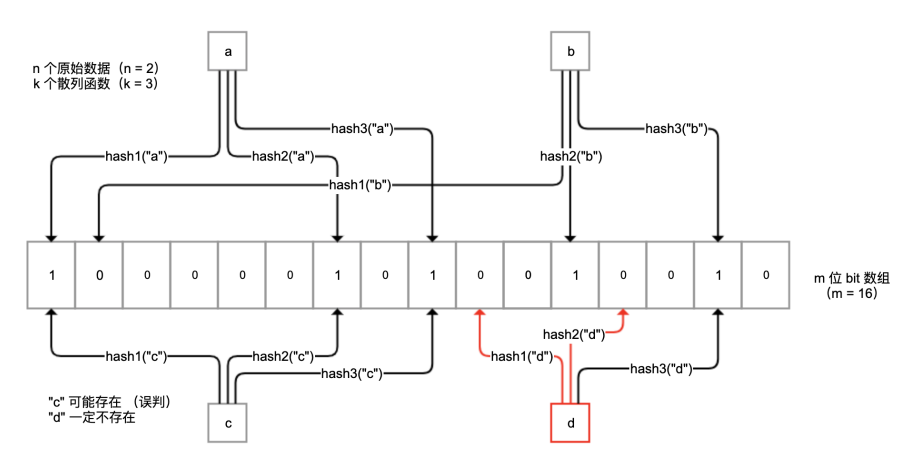 a
b
n 个原始数据（n = 2）
k 个散列函数（k = 3）
hash3("a")
hash3("b")
hash1("a")
hash2("a")
hash2("b")
hash1("b")
1 0 0 0 0 0 1 0 1 0 0 1 0 0 1 0
m 位 bit 数组
（m = 16）
hash2("d")
hash1("c")
hash2("c")
hash1("d")
hash3("c")
hash3("d")
"c" 可能存在 （误判）
"d" 一定不存在
c
d